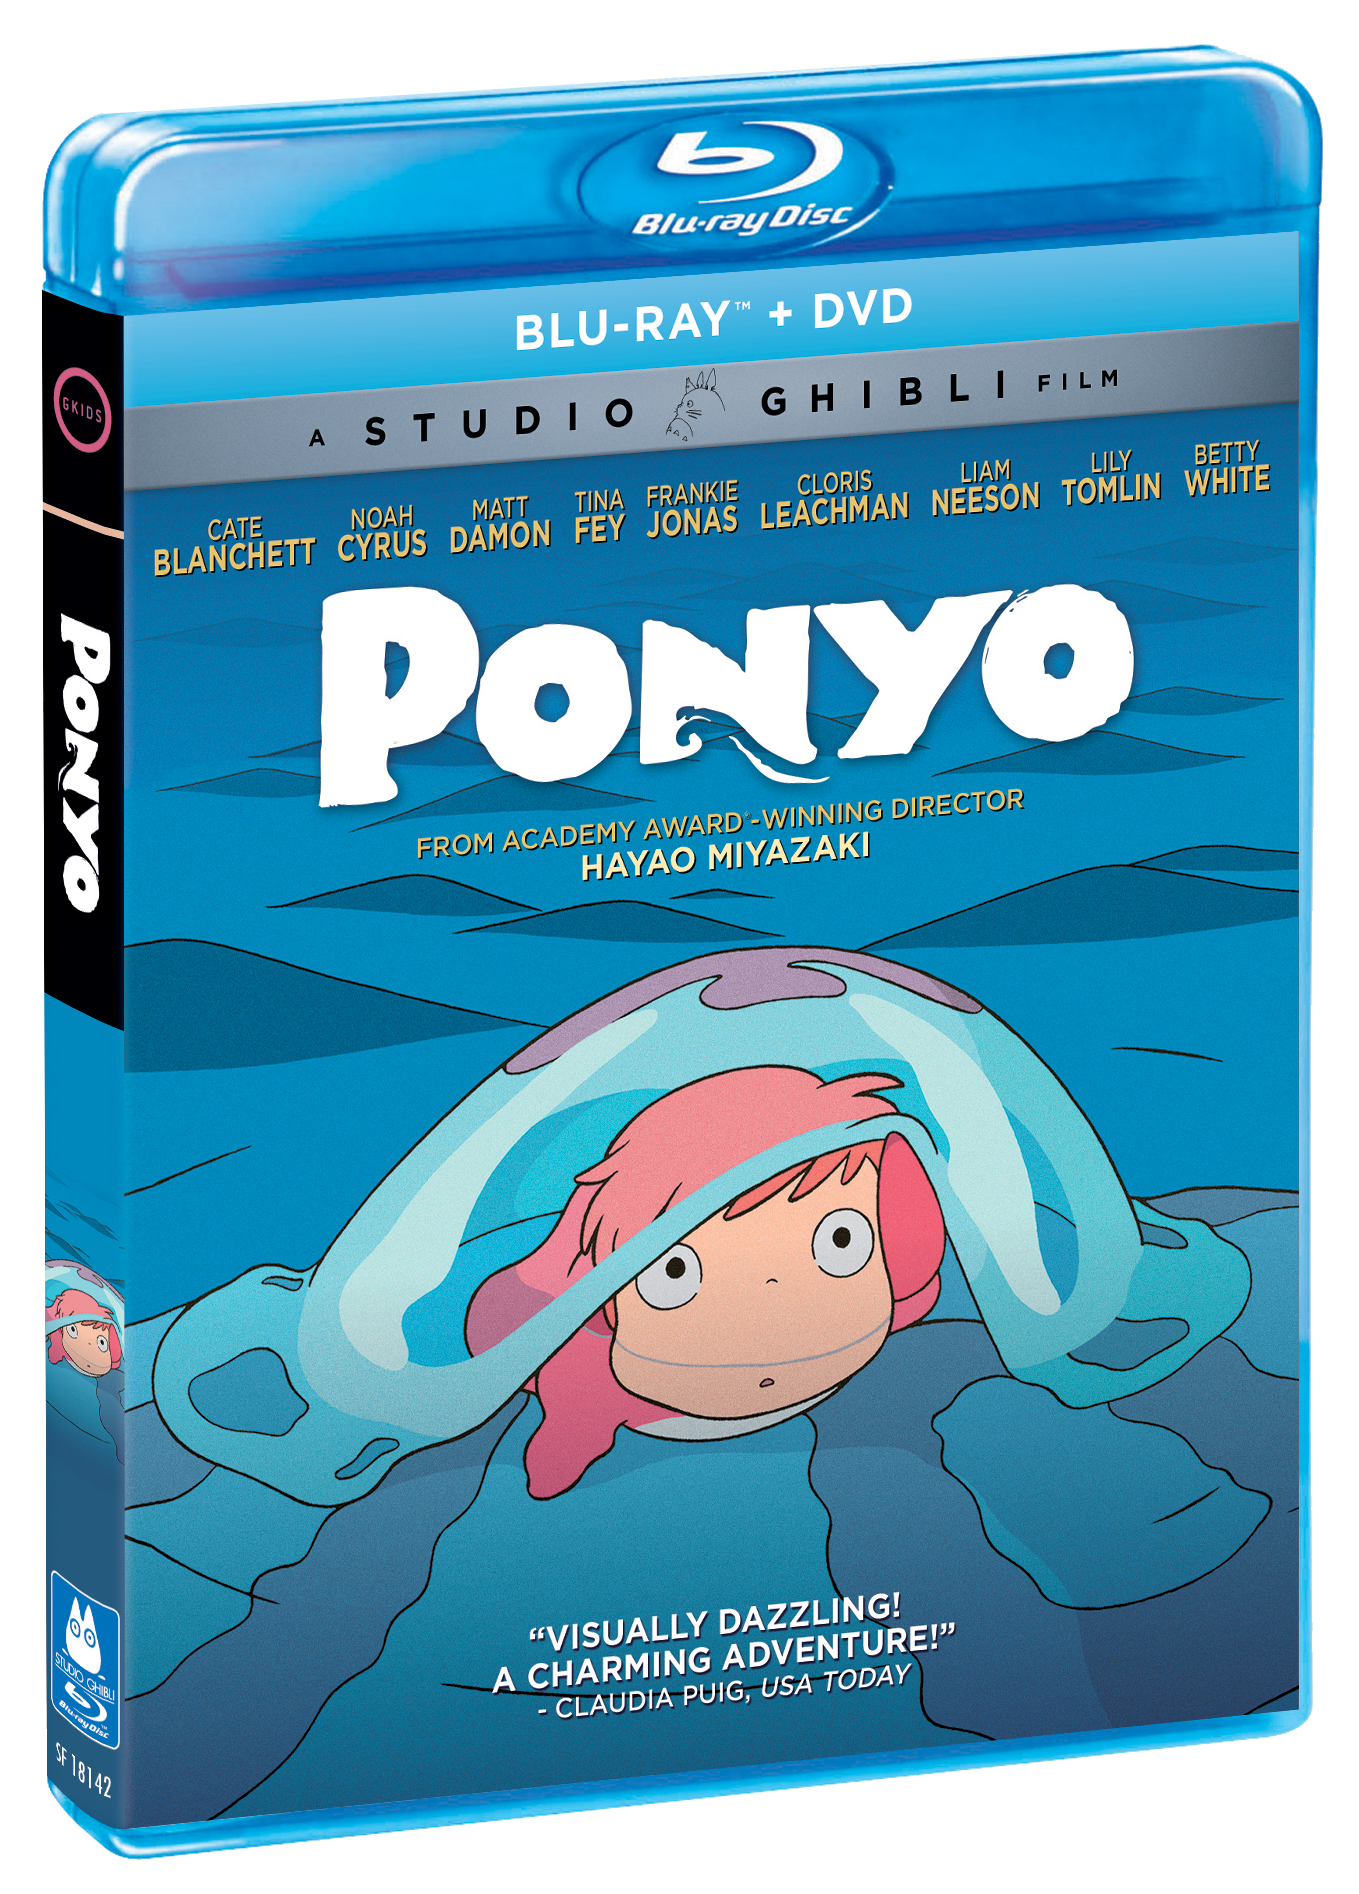 Blu-ray Disc
BLU-RAY™ + DVD
A STUDIO GHIBLI FILM
CATE BLANCHETT
NOAH CYRUS
MATT DAMON
TINA FEY
FRANKIE JONAS
CLORIS LEACHMAN
LIAM NEESON
LILY TOMLIN
BETTY WHITE
PONYO
FROM ACADEMY AWARD®-WINNING DIRECTOR
HAYAO MIYAZAKI
“VISUALLY DAZZLING!
A CHARMING ADVENTURE!”
- CLAUDIA PUIG, USA TODAY
GKIDS
PONYO
STUDIO GHIBLI
Blu-ray Disc™
SF 18142